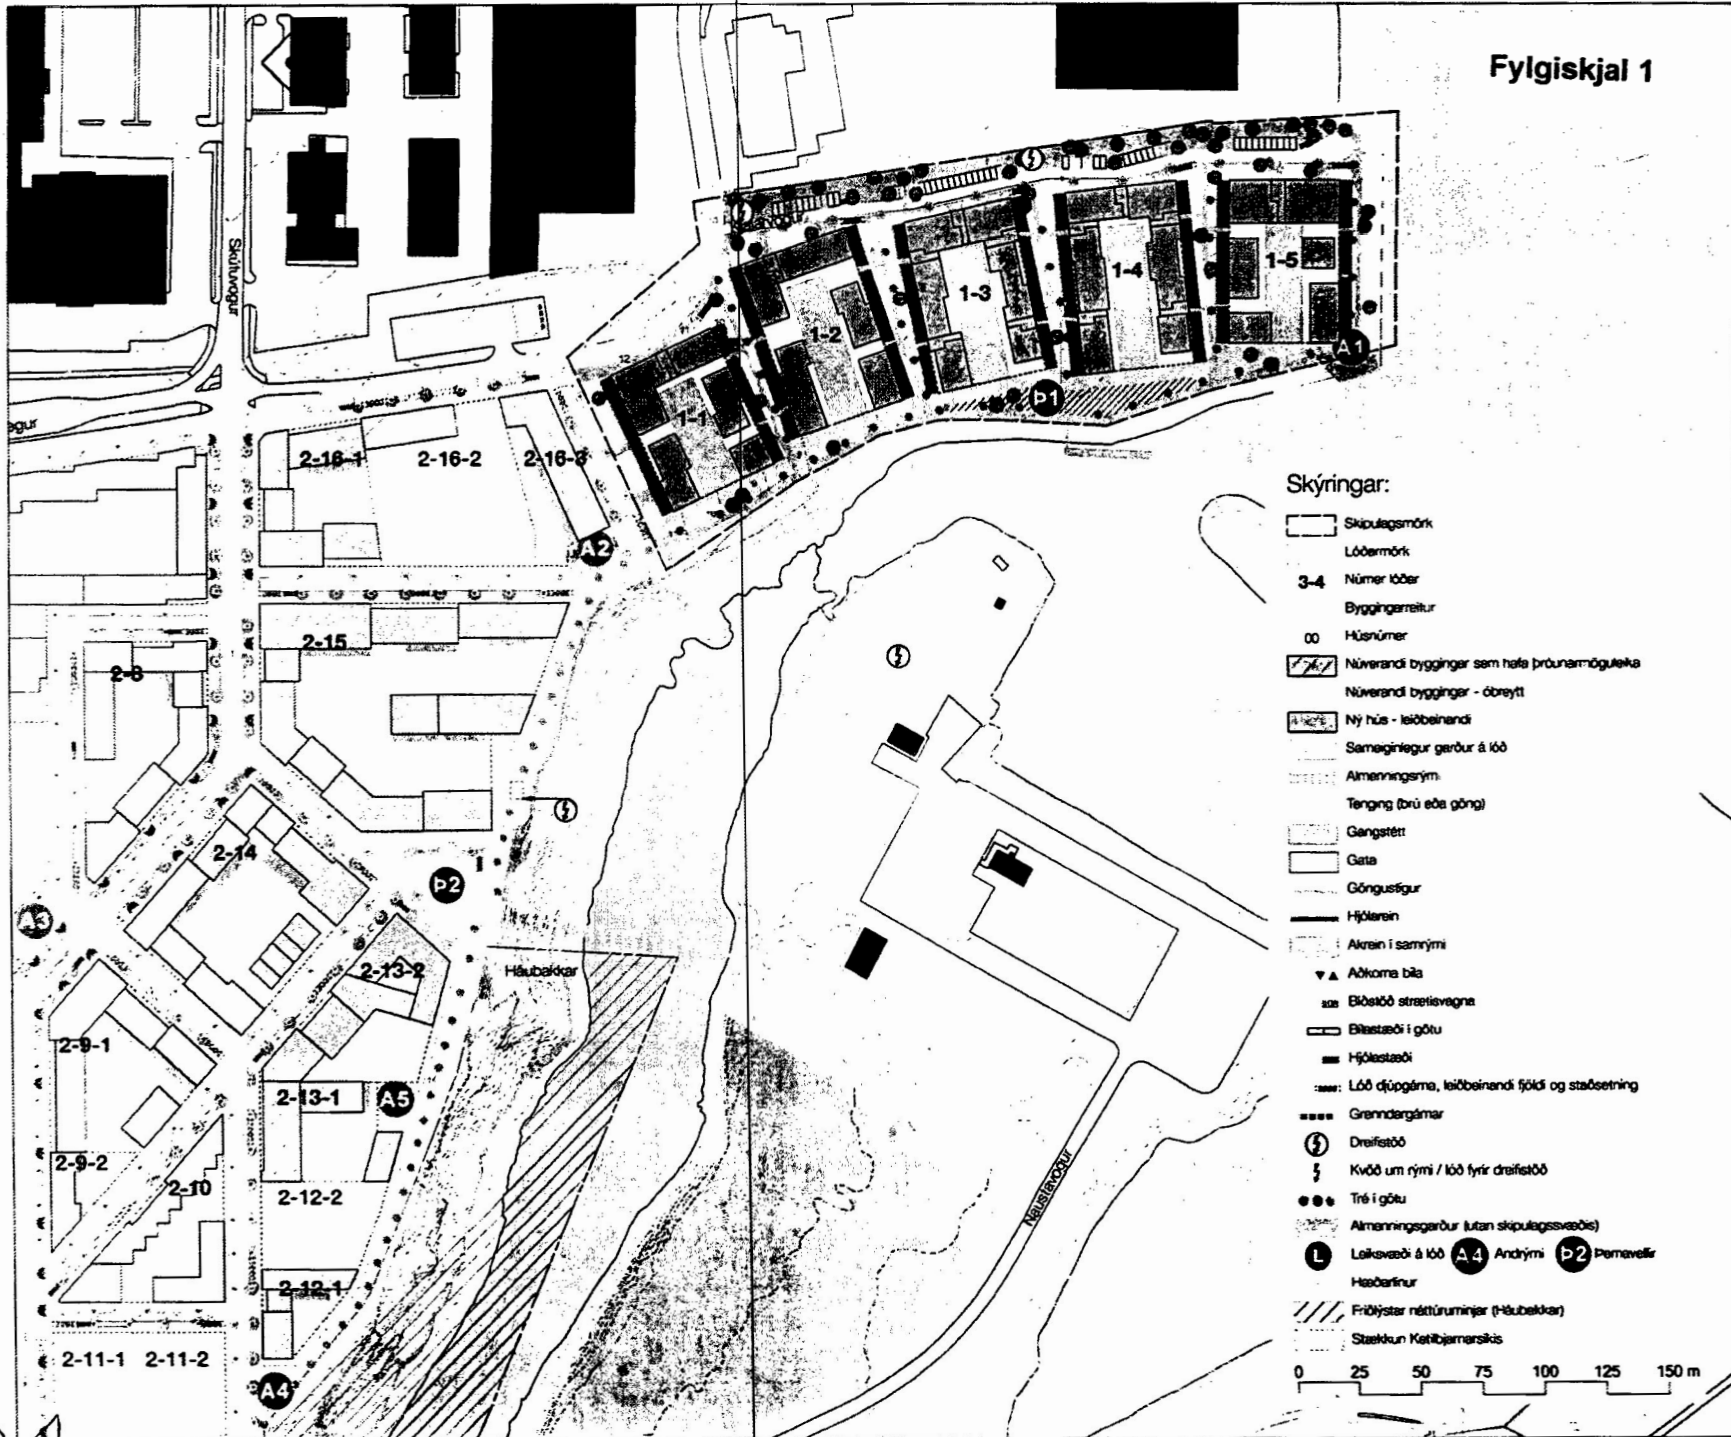 Fylgiskjal 1
Skútuvogur
1-5
1-4
1-3
1-2
1-1
A1
Þ1
12
2-16-1
2-16-2
2-16-3
A2
2-15
2-8
2-14
Þ2
A3
2-13-2
Háubakkar
2-9-1
2-13-1
A5
2-9-2
2-10
2-12-2
2-12-1
2-11-1
2-11-2
A4
Naustavogur
Skýringar:
Skipulagsmörk
Lóðarmörk
3-4 Númer lóðar
Byggingarreitur
00 Húsnúmer
Núverandi byggingar sem hafa þróunarmöguleika
Núverandi byggingar - óbreytt
Ný hús - leiðbeinandi
Sameiginlegur garður á lóð
Almenningsrými
Tenging (brú eða göng)
Gangstétt
Gata
Göngustígur
Hjólarein
Akrein í samrými
Aðkoma bíla
Biðstöð strætisvagna
Bílastæði í götu
Hjólastæði
Lóð djúpgáma, leiðbeinandi fjöldi og staðsetning
Grenndargámar
Dreifistöð
Kvöð um rými / lóð fyrir dreifistöð
Tré í götu
Almenningsgarður (utan skipulagssvæðis)
L Leiksvæði á lóð A4 Andrými Þ2 Þemavellir
Hæðarlínur
Friðlýstar náttúruminjar (Háubakkar)
Stækkun Ketilbjarnarsíkis
0 25 50 75 100 125 150 m